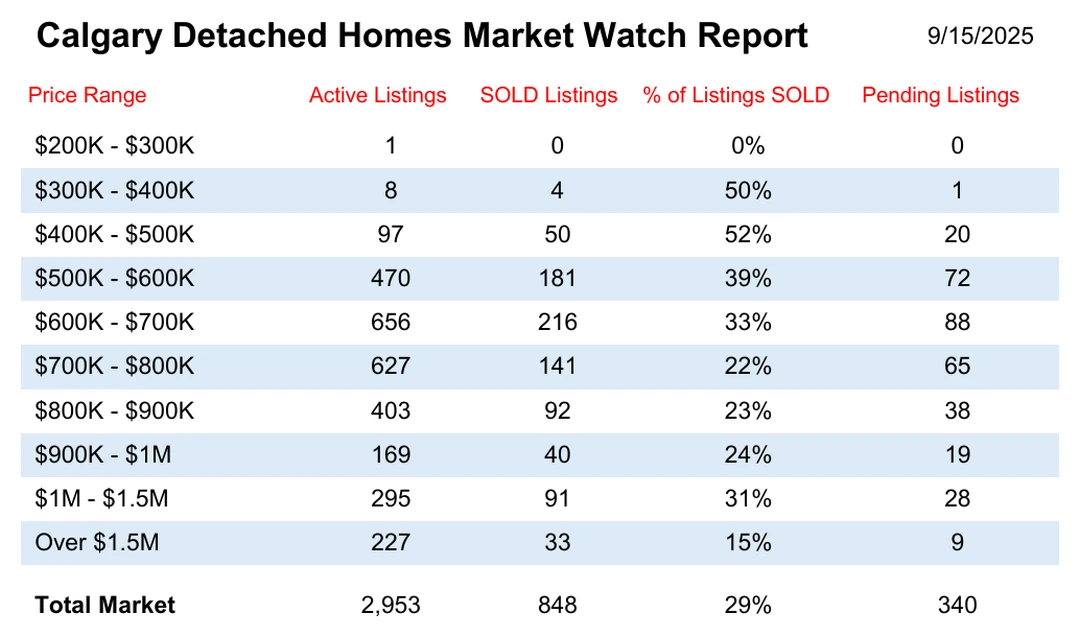 Calgary Detached Homes Market Watch Report 9/15/2025
Price Range Active Listings SOLD Listings % of Listings SOLD Pending Listings
$200K - $300K 1 0 0% 0
$300K - $400K 8 4 50% 1
$400K - $500K 97 50 52% 20
$500K - $600K 470 181 39% 72
$600K - $700K 656 216 33% 88
$700K - $800K 627 141 22% 65
$800K - $900K 403 92 23% 38
$900K - $1M 169 40 24% 19
$1M - $1.5M 295 91 31% 28
Over $1.5M 227 33 15% 9
Total Market 2,953 848 29% 340